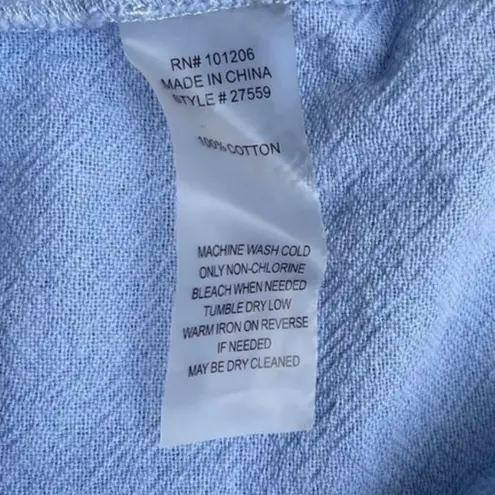 RN# 101206
MADE IN CHINA
STYLE # 27559
100% COTTON
MACHINE WASH COLD
ONLY NON-CHLORINE
BLEACH WHEN NEEDED
TUMBLE DRY LOW
WARM IRON ON REVERSE
IF NEEDED
MAY BE DRY CLEANED